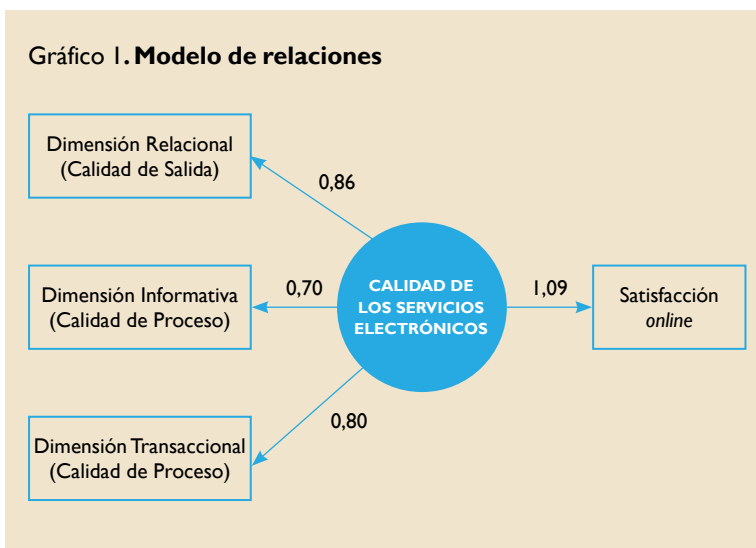 Gráfico 1. Modelo de relaciones
Dimensión Relacional
(Calidad de Salida)
0,86
Dimensión Informativa
(Calidad de Proceso)
0,70
CALIDAD DE
LOS SERVICIOS
ELECTRÓNICOS
1,09
Satisfacción
online
0,80
Dimensión Transaccional
(Calidad de Proceso)